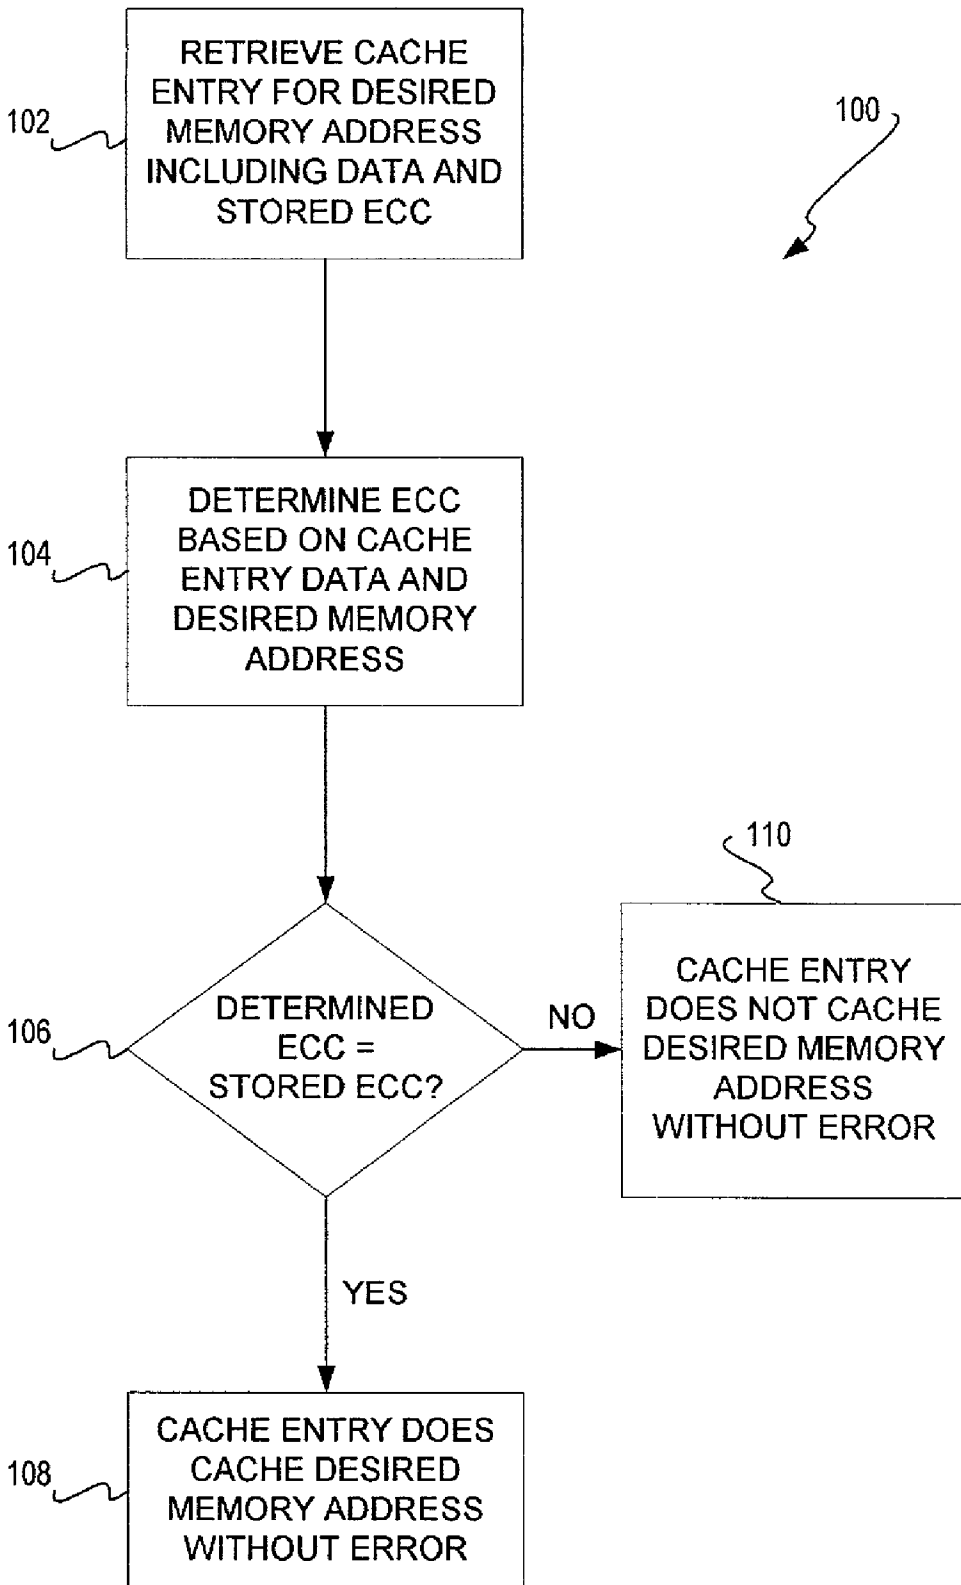 RETRIEVE CACHE
ENTRY FOR DESIRED
MEMORY ADDRESS
INCLUDING DATA AND
STORED ECC
102
100
DETERMINE ECC
BASED ON CACHE
ENTRY DATA AND
DESIRED MEMORY
ADDRESS
104
110
DETERMINED
ECC =
STORED ECC?
106
NO
CACHE ENTRY
DOES NOT CACHE
DESIRED MEMORY
ADDRESS
WITHOUT ERROR
YES
CACHE ENTRY DOES
CACHE DESIRED
MEMORY ADDRESS
WITHOUT ERROR
108